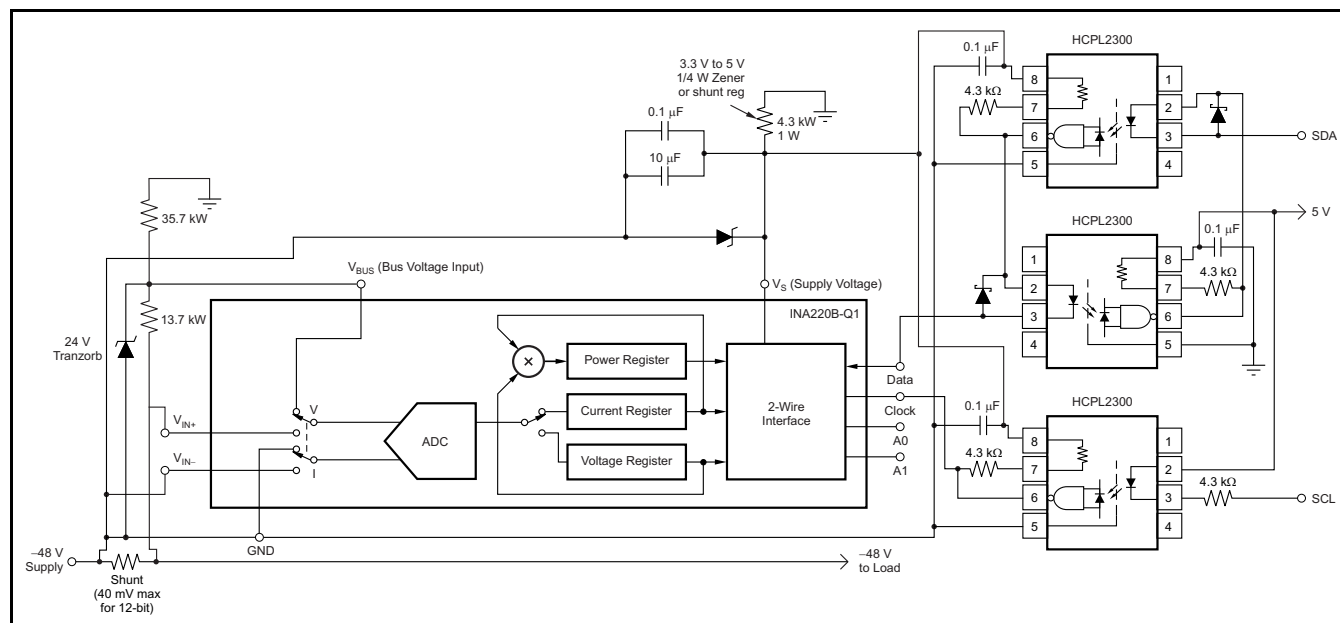 HCPL2300
0.1 µF
8
4.3 kΩ
7
6
5
1
2
3
4
SDA
3.3 V to 5 V
1/4 W Zener
or shunt reg
4.3 kW
1 W
0.1 µF
10 µF
35.7 kW
VBUS (Bus Voltage Input)
VS (Supply Voltage)
13.7 kW
24 V
Tranzorb
INA220B-Q1
Power Register
Current Register
Voltage Register
×
ADC
V
I
2-Wire
Interface
VIN+
VIN−
GND
Data
Clock
A0
A1
HCPL2300
0.1 µF
5 V
1
2
3
4
8
4.3 kΩ
7
6
5
HCPL2300
0.1 µF
8
4.3 kΩ
7
6
5
1
2
3
4
4.3 kΩ
SCL
−48 V
Supply
Shunt
(40 mV max
for 12-bit)
−48 V
to Load